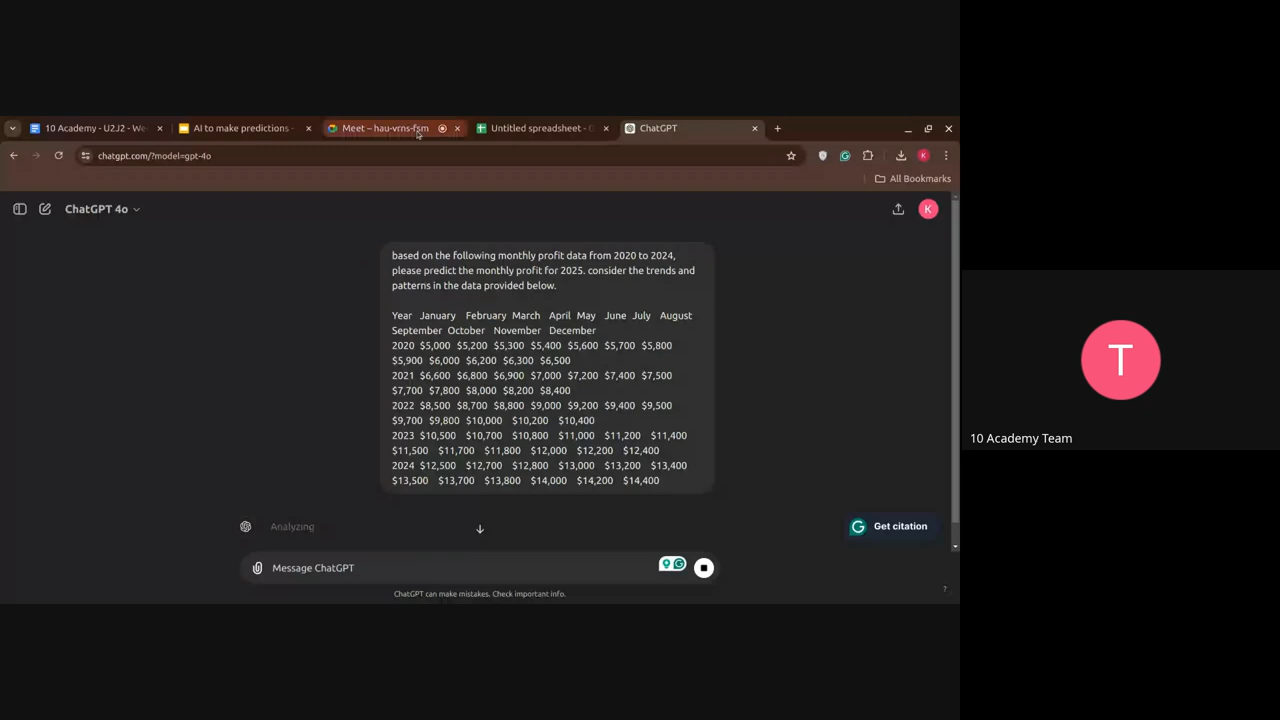 10 Academy - U2J2 - We
AI to make predictions -
Meet – hau-vrns-fsm
Untitled spreadsheet - G
ChatGPT
chatgpt.com/?model=gpt-4o
K
All Bookmarks
ChatGPT 4o
K
based on the following monthly profit data from 2020 to 2024,
please predict the monthly profit for 2025. consider the trends and
patterns in the data provided below.
Year January February March April May June July August
September October November December
2020 $5,000 $5,200 $5,300 $5,400 $5,600 $5,700 $5,800
$5,900 $6,000 $6,200 $6,300 $6,500
2021 $6,600 $6,800 $6,900 $7,000 $7,200 $7,400 $7,500
$7,700 $7,800 $8,000 $8,200 $8,400
2022 $8,500 $8,700 $8,800 $9,000 $9,200 $9,400 $9,500
$9,700 $9,800 $10,000 $10,200 $10,400
2023 $10,500 $10,700 $10,800 $11,000 $11,200 $11,400
$11,500 $11,700 $11,800 $12,000 $12,200 $12,400
2024 $12,500 $12,700 $12,800 $13,000 $13,200 $13,400
$13,500 $13,700 $13,800 $14,000 $14,200 $14,400
Analyzing
Get citation
Message ChatGPT
ChatGPT can make mistakes. Check important info.
?
T
10 Academy Team